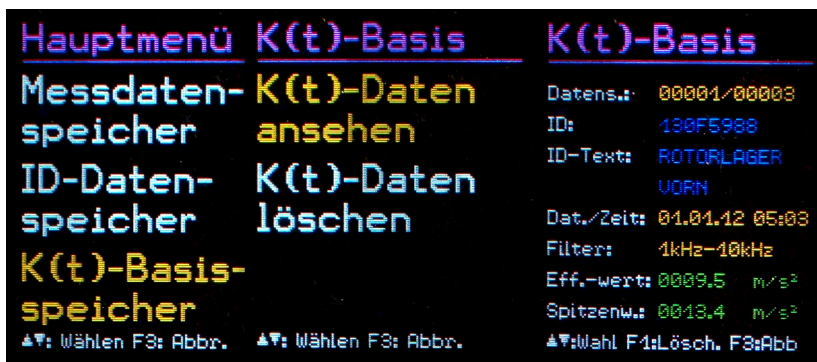 Hauptmenü
Messdaten-
speicher
ID-Daten-
speicher
K(t)-Basis-
speicher
▲▼: Wählen F3: Abbr.
K(t)-Basis
K(t)-Daten
ansehen
K(t)-Daten
löschen
▲▼: Wählen F3: Abbr.
K(t)-Basis
Datens.: 00001/00003
ID: 130F5988
ID-Text: ROTORLAGER
VORN
Dat./Zeit: 01.01.12 05:03
Filter: 1kHz-10kHz
Eff.-wert: 0009.5 m/s²
Spitzenw.: 0013.4 m/s²
▲▼:Wahl F1:Lösch. F3:Abb